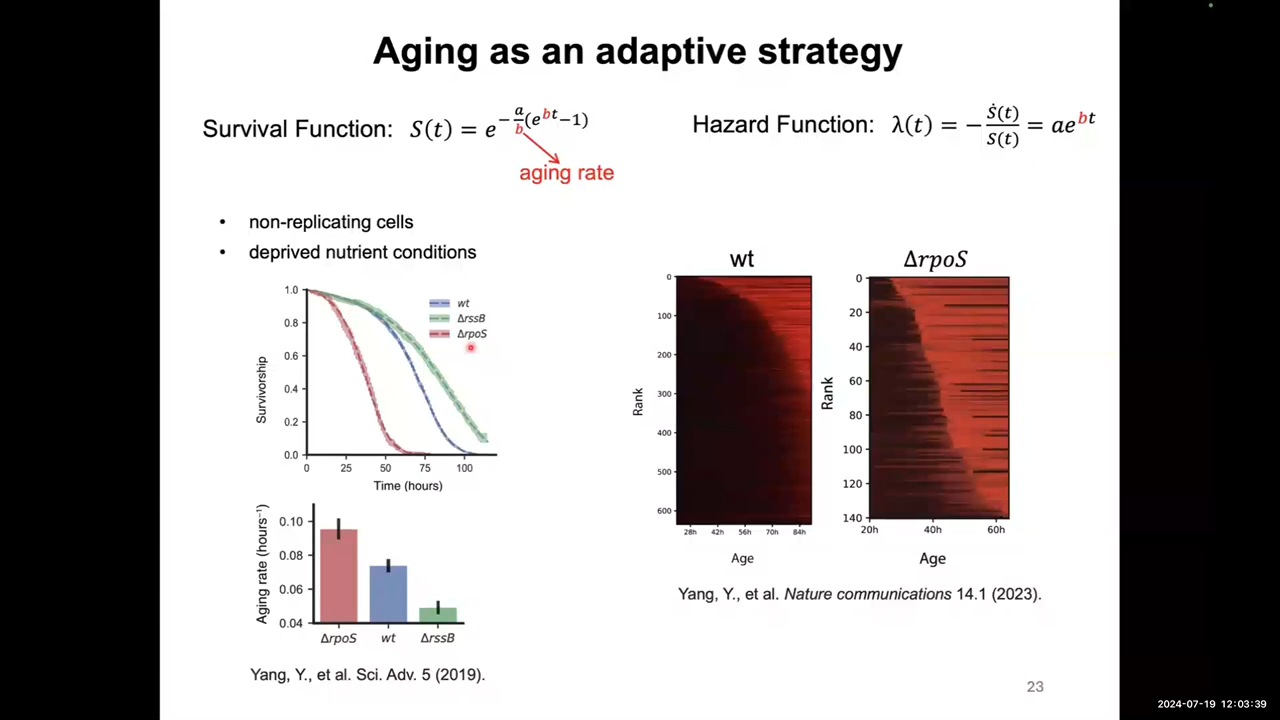 Aging as an adaptive strategy
Survival Function: S(t) = e^{-\frac{a}{b}(e^{bt}-1)}
aging rate
Hazard Function: λ(t) = -\frac{Ṡ(t)}{S(t)} = ae^{bt}
• non-replicating cells
• deprived nutrient conditions
1.0
0.8
0.6
0.4
0.2
0.0
Survivorship
wt
ΔrssB
ΔrpoS
0 25 50 75 100
Time (hours)
0.10
0.08
0.06
0.04
Aging rate (hours⁻¹)
ΔrpoS wt ΔrssB
Yang, Y., et al. Sci. Adv. 5 (2019).
wt
0
100
200
300
400
500
600
Rank
28h 42h 56h 70h 84h
Age
ΔrpoS
0
20
40
60
80
100
120
140
Rank
20h 40h 60h
Age
Yang, Y., et al. Nature communications 14.1 (2023).
23
2024-07-19 12:03:39